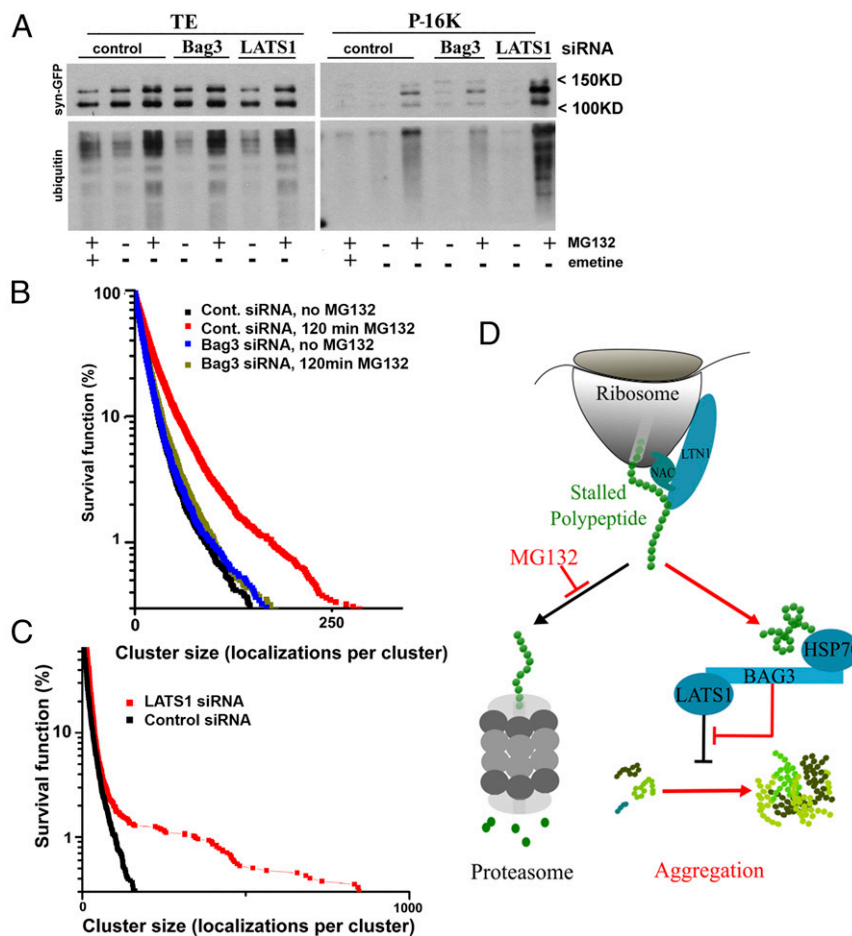 A
TE
P-16K
control
Bag3
LATS1
control
Bag3
LATS1
siRNA
syn-GFP
< 150KD
< 100KD
ubiquitin
+ - + - + - + + - + - + - + MG132
+ - - - - - - + - - - - - - emetine
B
Survival function (%)
100
10
1
Cont. siRNA, no MG132
Cont. siRNA, 120 min MG132
Bag3 siRNA, no MG132
Bag3 siRNA, 120min MG132
0
250
Cluster size (localizations per cluster)
C
Survival function (%)
10
1
LATS1 siRNA
Control siRNA
0
1000
Cluster size (localizations per cluster)
D
Ribosome
NAC
LTN1
Stalled
Polypeptide
MG132
HSP70
BAG3
LATS1
Proteasome
Aggregation